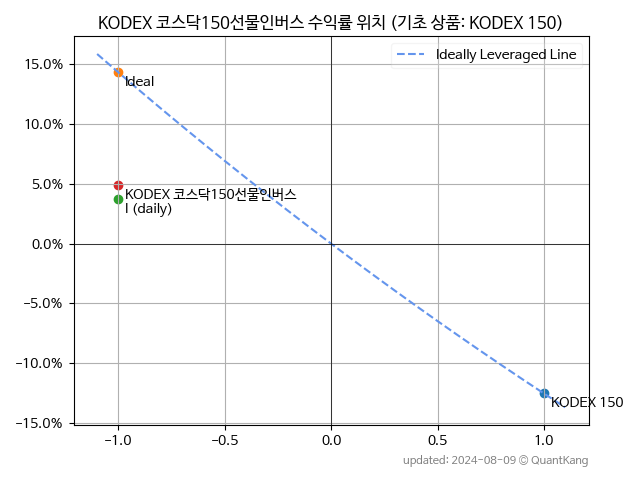 KODEX 코스닥150선물인버스 수익률 위치 (기초 상품: KODEX 150)
Ideally Leveraged Line
15.0%
Ideal
10.0%
5.0%
KODEX 코스닥150선물인버스
I (daily)
0.0%
−5.0%
−10.0%
KODEX 150
−15.0%
−1.0 −0.5 0.0 0.5 1.0
updated: 2024-08-09 © QuantKang